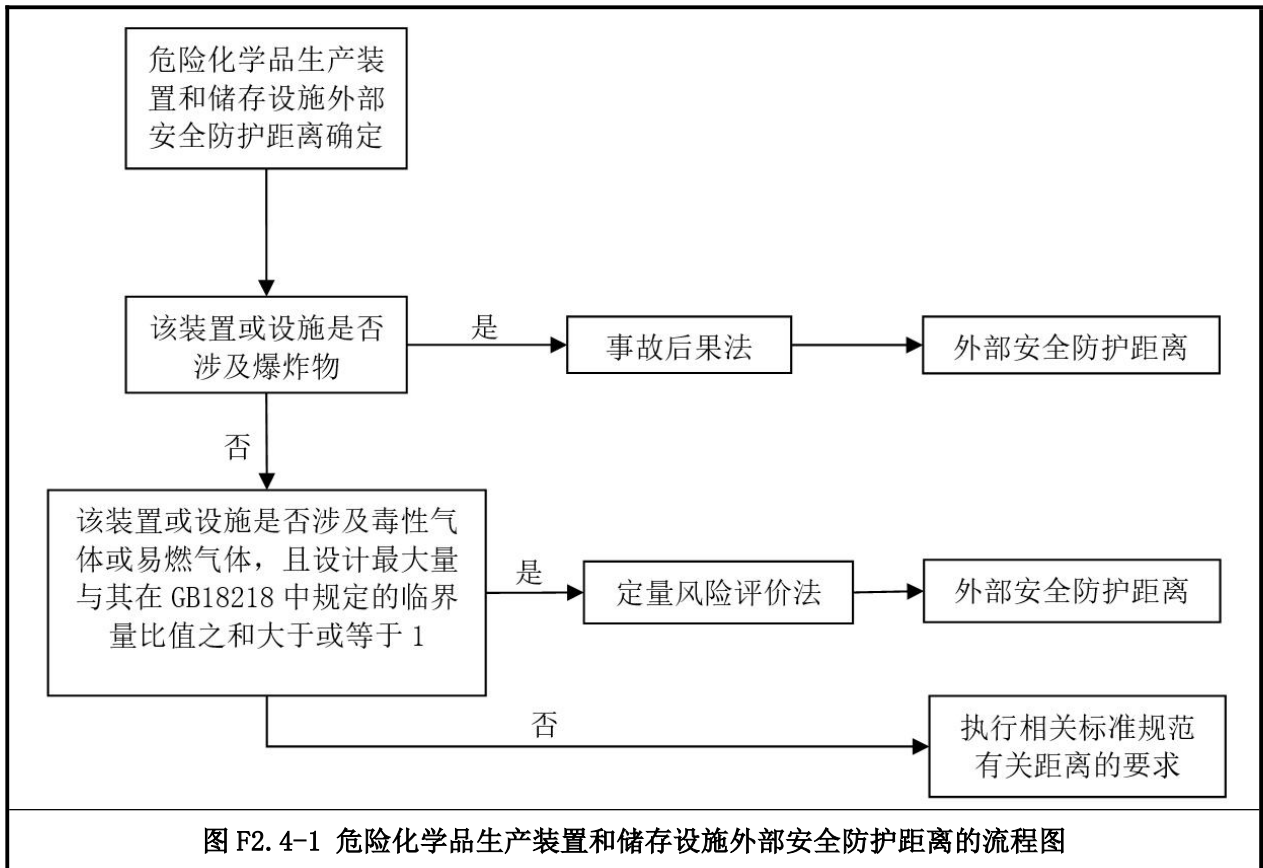 危险化学品生产装
置和储存设施外部
安全防护距离确定
该装置或设施是否
涉及爆炸物
是
事故后果法
外部安全防护距离
否
该装置或设施是否涉及毒性气
体或易燃气体，且设计最大量
与其在 GB18218 中规定的临界
量比值之和大于或等于 1
是
定量风险评价法
外部安全防护距离
否
执行相关标准规范
有关距离的要求
图 F2.4-1 危险化学品生产装置和储存设施外部安全防护距离的流程图